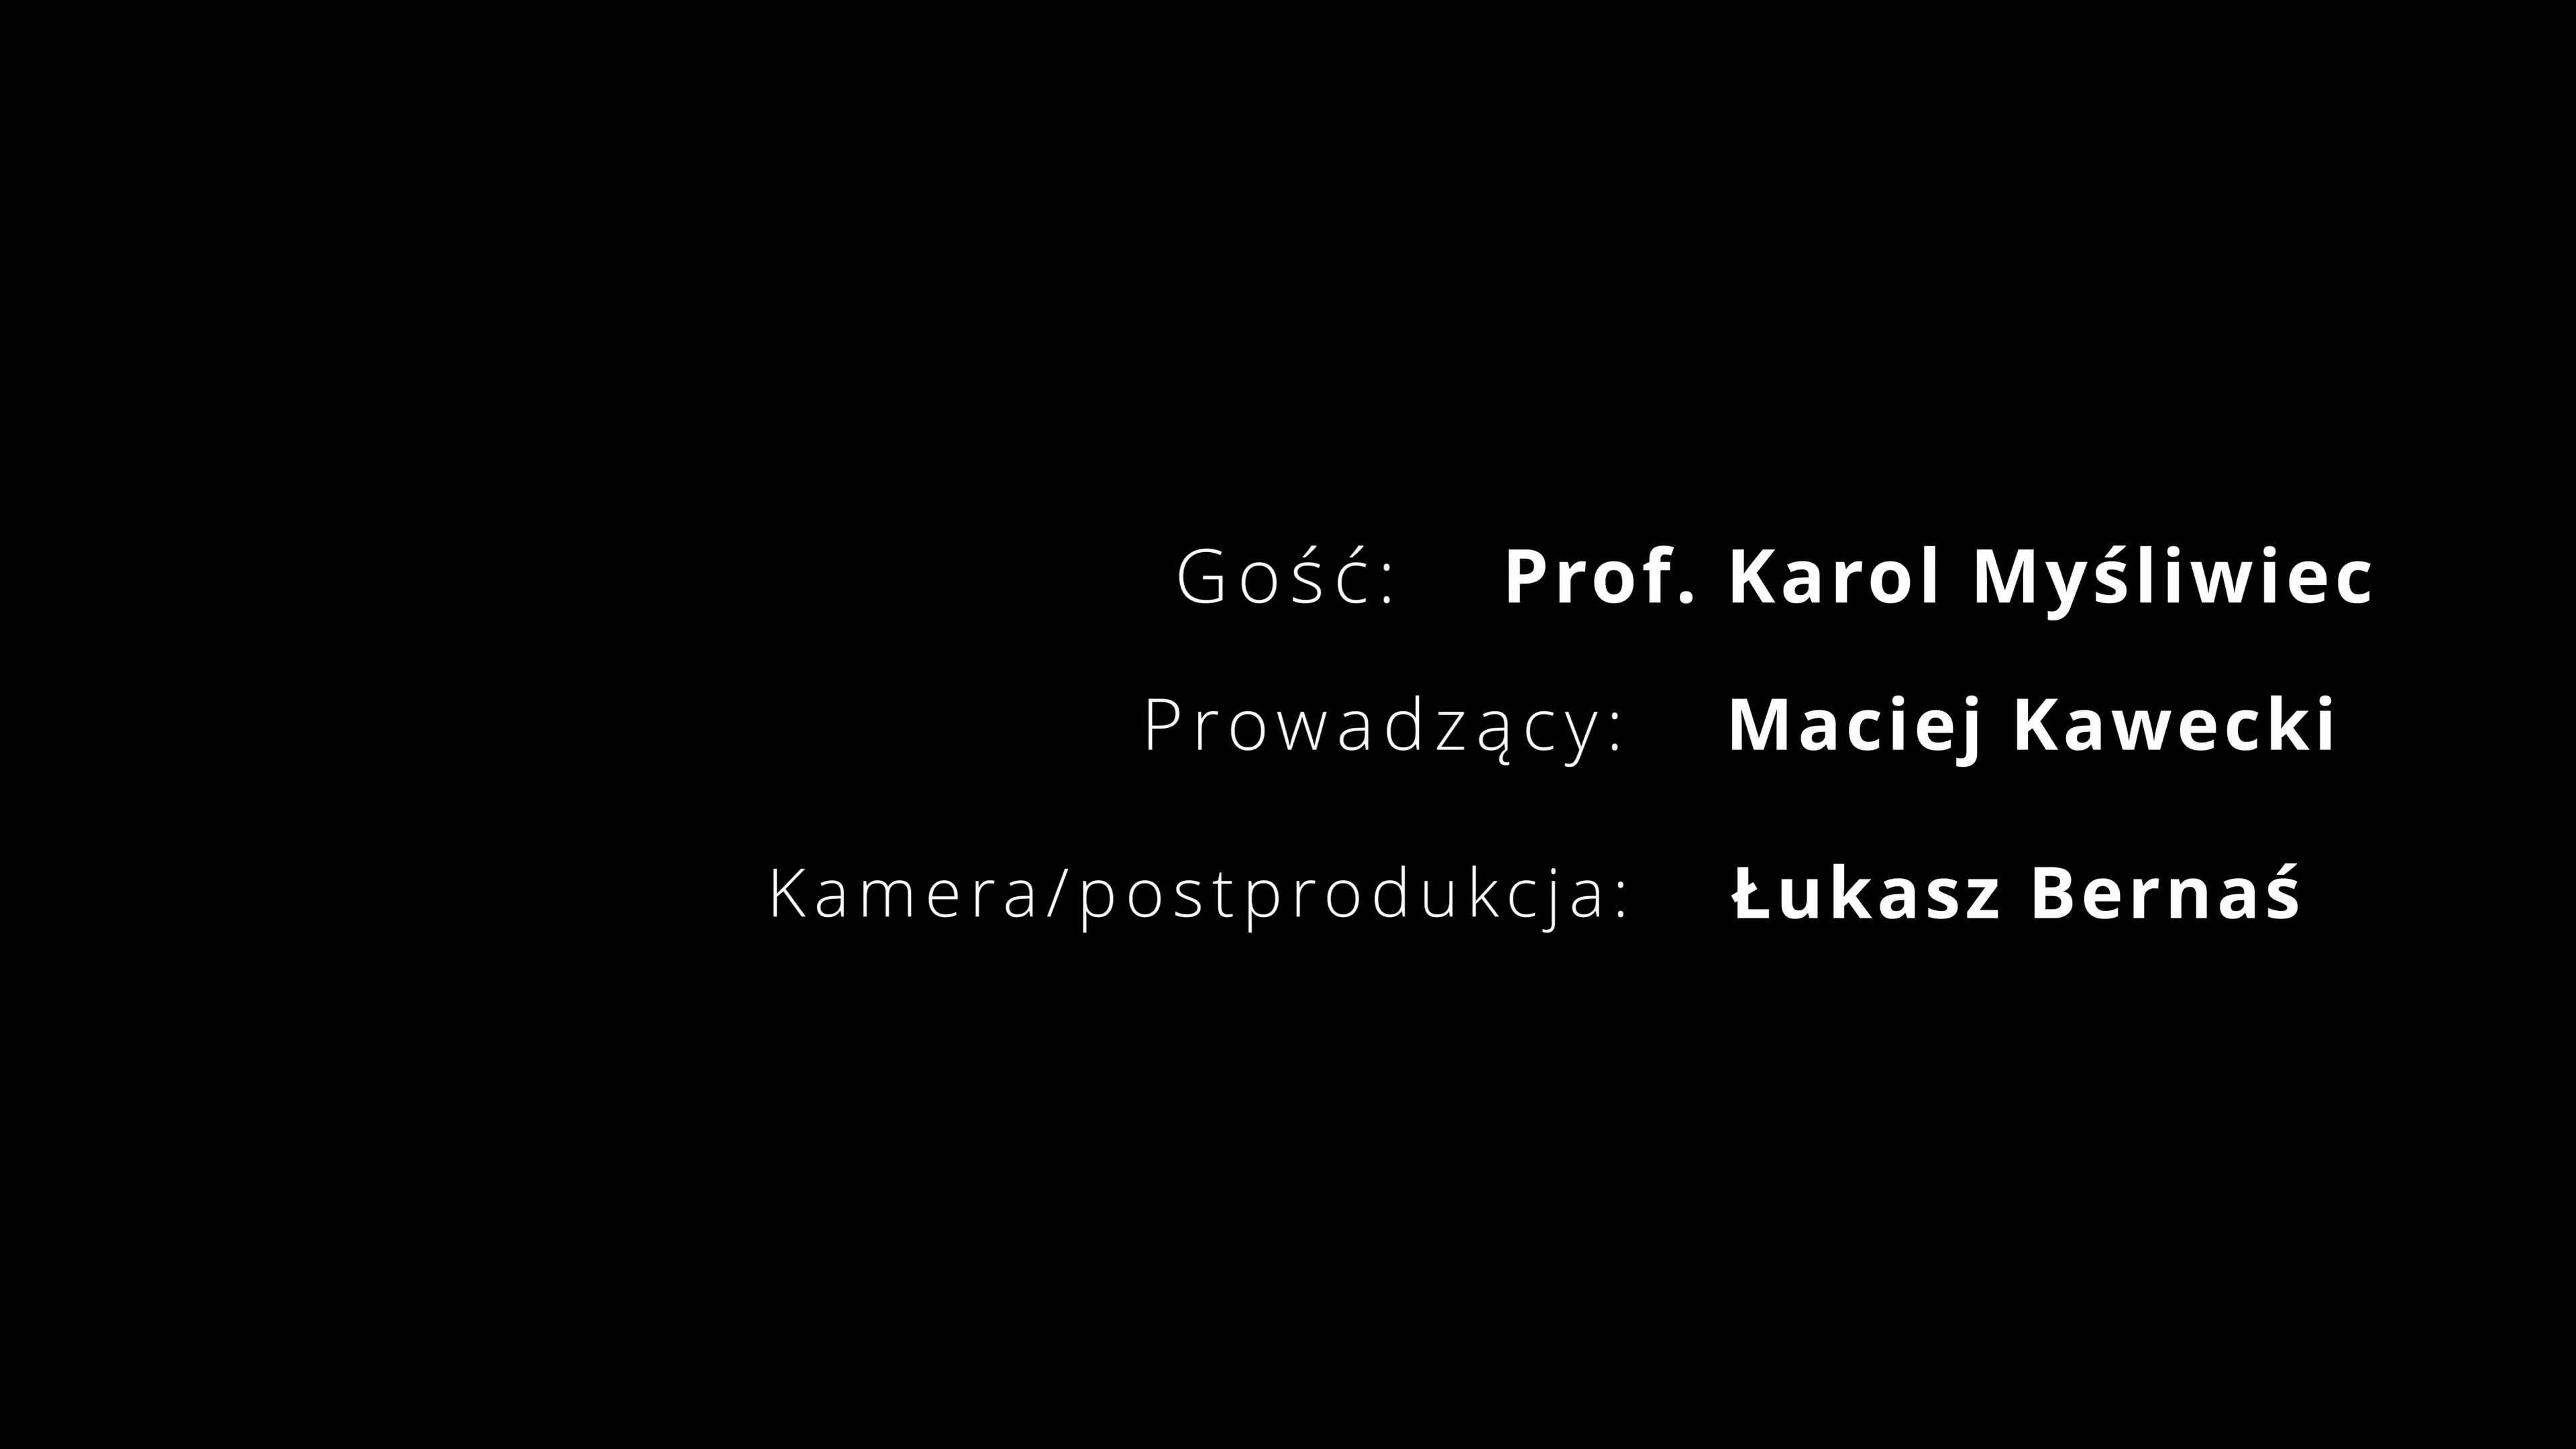 Gość: Prof. Karol Myśliwiec
Prowadzący: Maciej Kawecki
Kamera/postprodukcja: Łukasz Bernaś